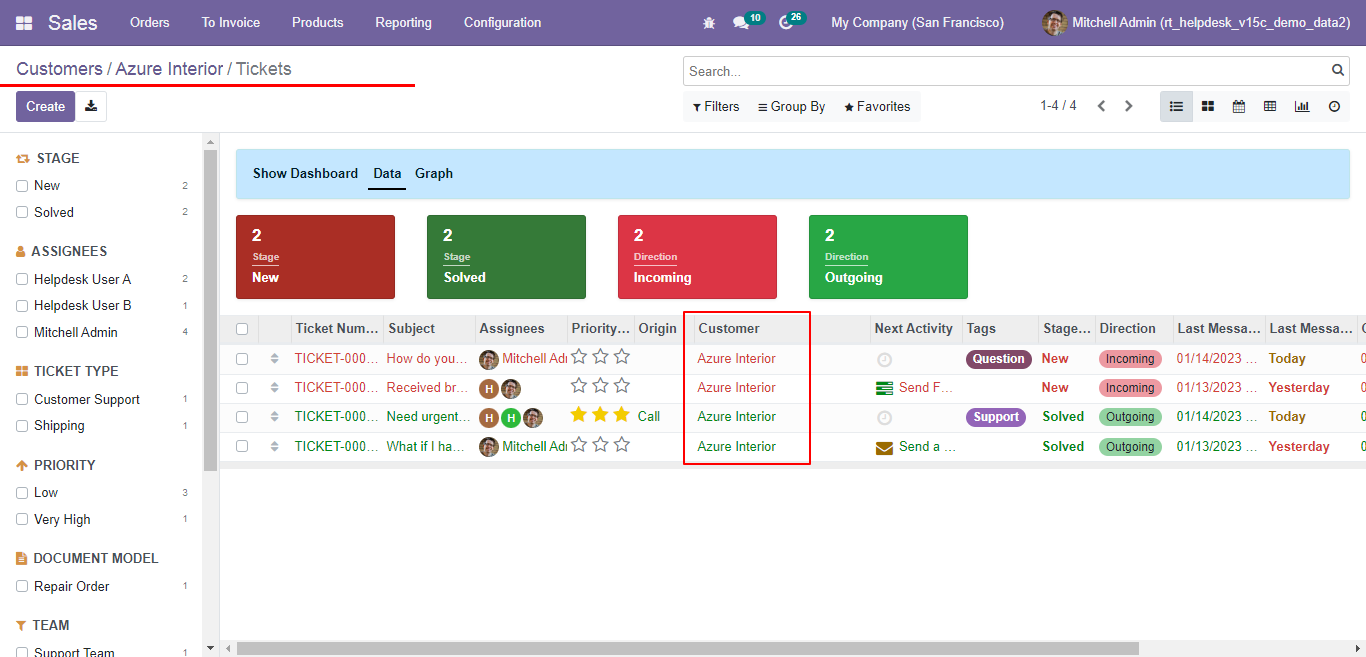 Sales Orders To Invoice Products Reporting Configuration 10 26 My Company (San Francisco) Mitchell Admin (rt_helpdesk_v15c_demo_data2)
Customers / Azure Interior / Tickets
Search...
Create
Filters Group By Favorites 1-4 / 4
STAGE
New 2
Solved 2
ASSIGNEES
Helpdesk User A 2
Helpdesk User B 1
Mitchell Admin 4
TICKET TYPE
Customer Support 1
Shipping 1
PRIORITY
Low 3
Very High 1
DOCUMENT MODEL
Repair Order 1
TEAM
Support Team 1
Show Dashboard Data Graph
2
Stage
New
2
Stage
Solved
2
Direction
Incoming
2
Direction
Outgoing
Ticket Num... Subject Assignees Priority... Origin Customer Next Activity Tags Stage... Direction Last Messa... Last Messa...
TICKET-000... How do you... Mitchell Adr Azure Interior Question New Incoming 01/14/2023 ... Today
TICKET-000... Received br... H Azure Interior Send F... New Incoming 01/13/2023 ... Yesterday
TICKET-000... Need urgent... H H Call Azure Interior Support Solved Outgoing 01/14/2023 ... Today
TICKET-000... What if I ha... Mitchell Adr Azure Interior Send a ... Solved Outgoing 01/13/2023 ... Yesterday